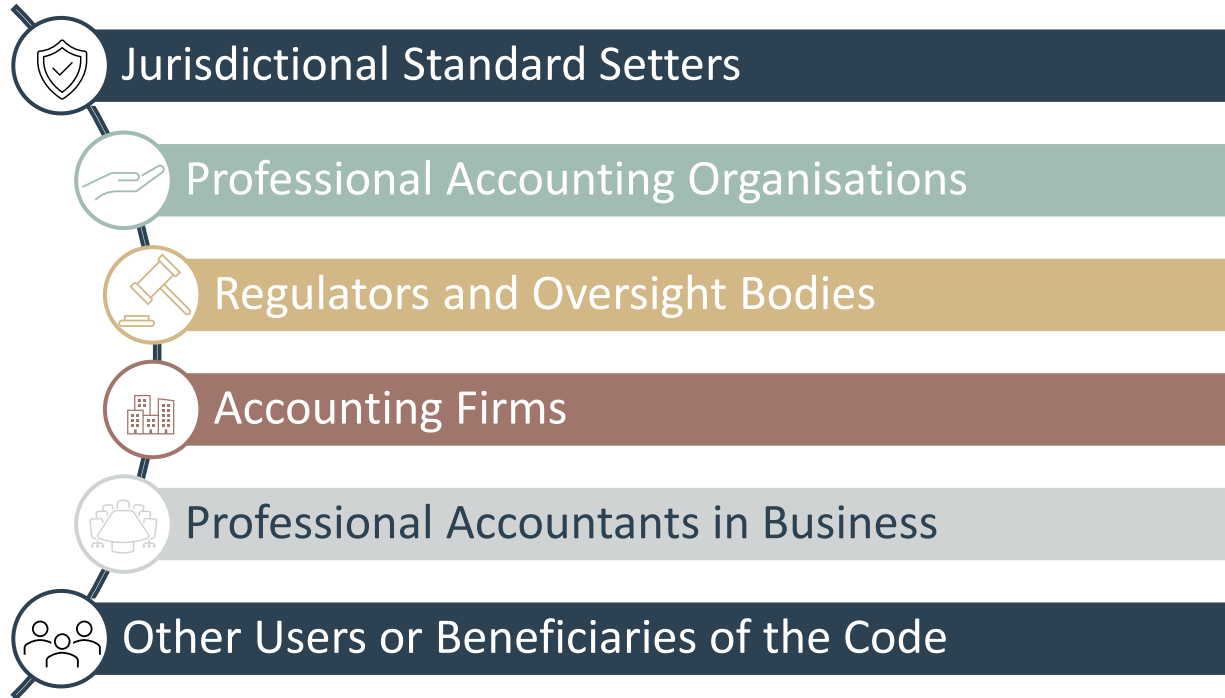 Jurisdictional Standard Setters
Professional Accounting Organisations
Regulators and Oversight Bodies
Accounting Firms
Professional Accountants in Business
Other Users or Beneficiaries of the Code